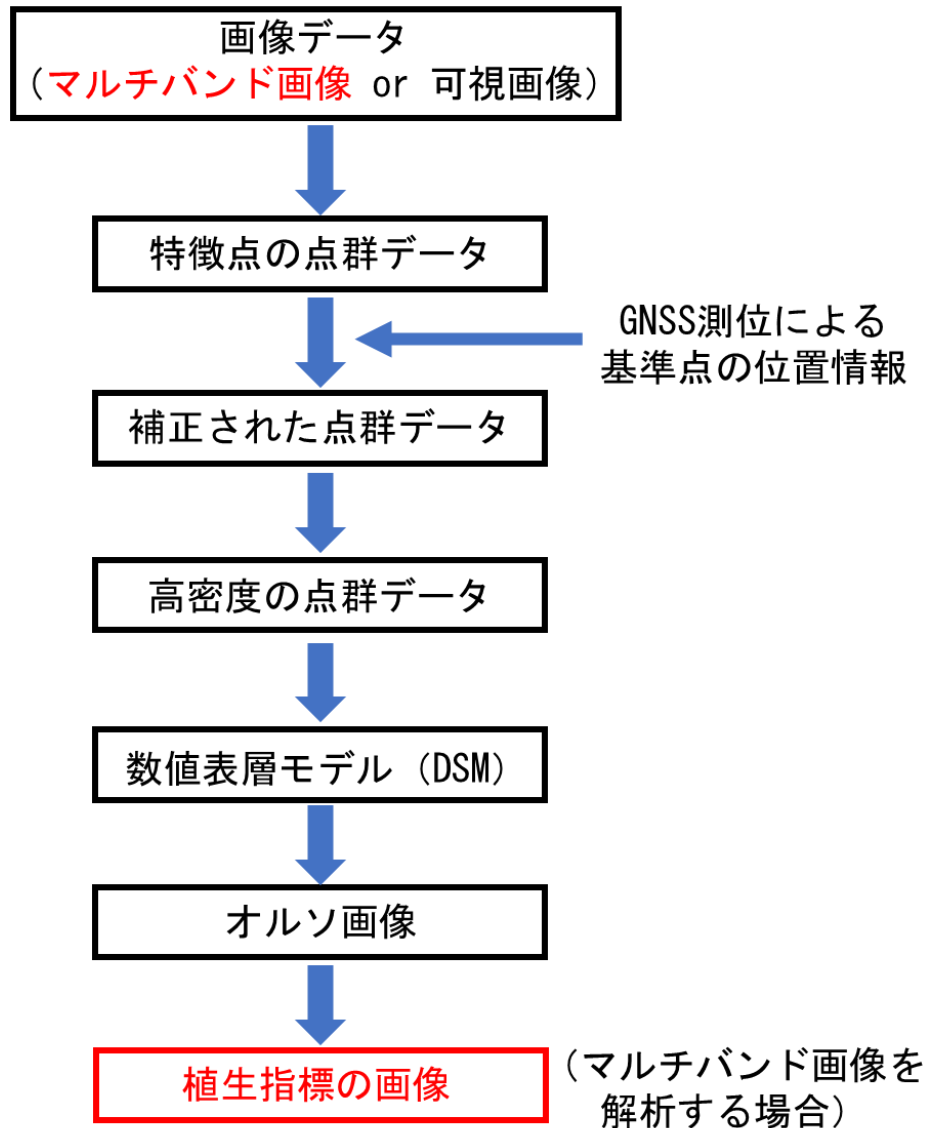 画像データ
（マルチバンド画像 or 可視画像）
特徴点の点群データ
GNSS測位による
基準点の位置情報
補正された点群データ
高密度の点群データ
数値表層モデル（DSM）
オルソ画像
植生指標の画像
（マルチバンド画像を
解析する場合）